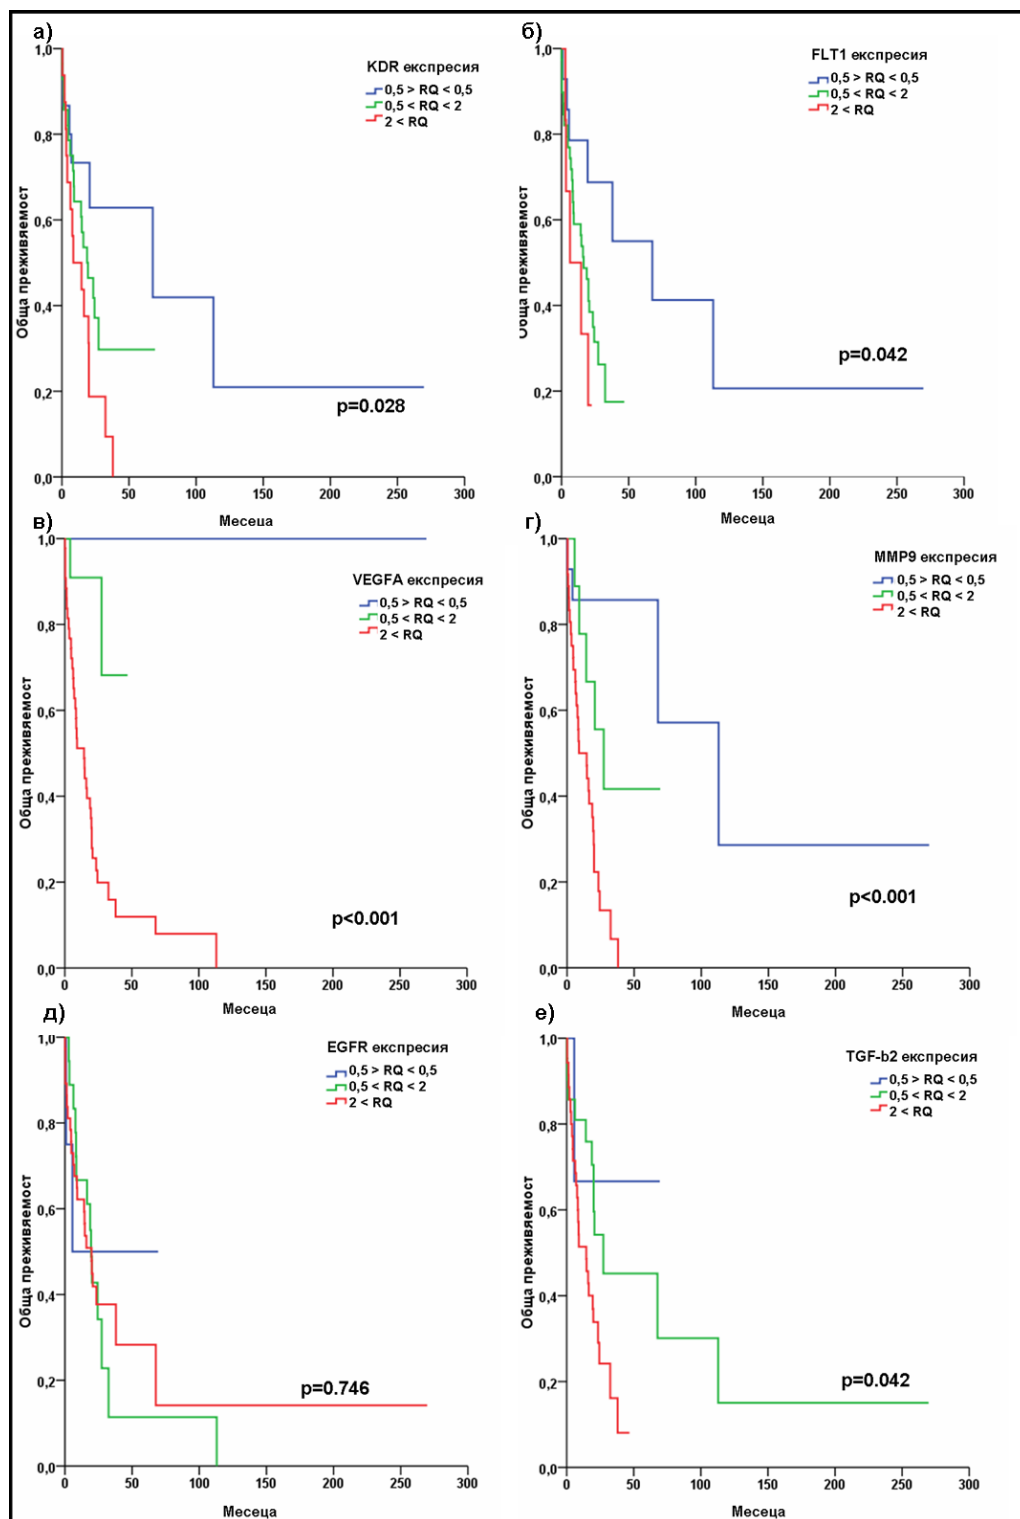 а)
KDR експресия
0,5 > RQ < 0,5
0,5 < RQ < 2
2 < RQ
1,0
0,8
0,6
0,4
0,2
0,0
Обща преживяемост
p=0.028
0 50 100 150 200 250 300
Месеца
б)
FLT1 експресия
0,5 > RQ < 0,5
0,5 < RQ < 2
2 < RQ
1,0
0,8
0,6
0,4
0,2
0,0
Обща преживяемост
p=0.042
0 50 100 150 200 250 300
Месеца
в)
VEGFA експресия
0,5 > RQ < 0,5
0,5 < RQ < 2
2 < RQ
1,0
0,8
0,6
0,4
0,2
0,0
Обща преживяемост
p<0.001
0 50 100 150 200 250 300
Месеца
г)
MMP9 експресия
0,5 > RQ < 0,5
0,5 < RQ < 2
2 < RQ
1,0
0,8
0,6
0,4
0,2
0,0
Обща преживяемост
p<0.001
0 50 100 150 200 250 300
Месеца
д)
EGFR експресия
0,5 > RQ < 0,5
0,5 < RQ < 2
2 < RQ
1,0
0,8
0,6
0,4
0,2
0,0
Обща преживяемост
p=0.746
0 50 100 150 200 250 300
Месеца
е)
TGF-b2 експресия
0,5 > RQ < 0,5
0,5 < RQ < 2
2 < RQ
1,0
0,8
0,6
0,4
0,2
0,0
Обща преживяемост
p=0.042
0 50 100 150 200 250 300
Месеца